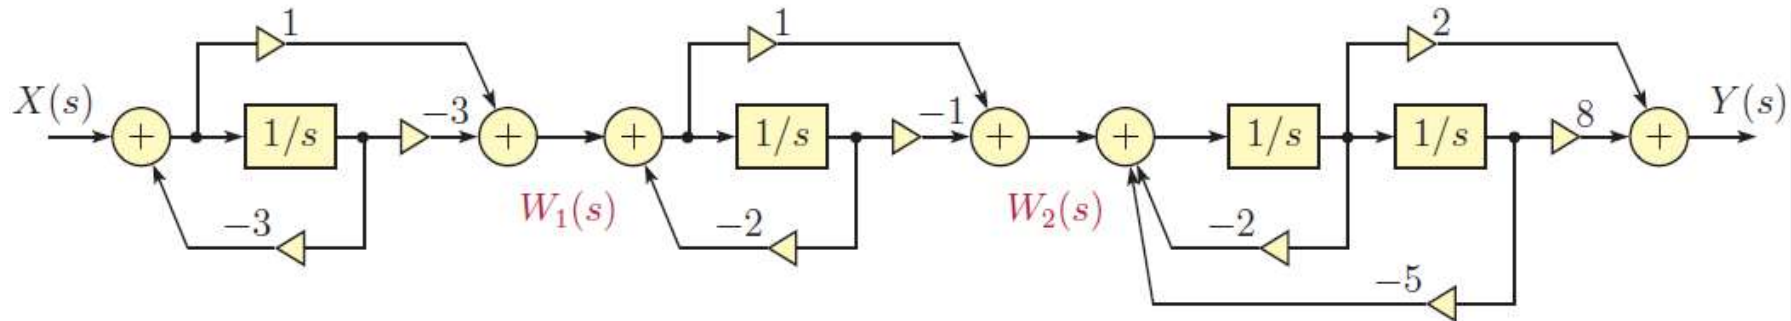 1 1 2
X(s) + 1/s −3 + + 1/s −1 + + 1/s 1/s 8 + Y(s)
−3 W₁(s) −2 W₂(s) −2
−5